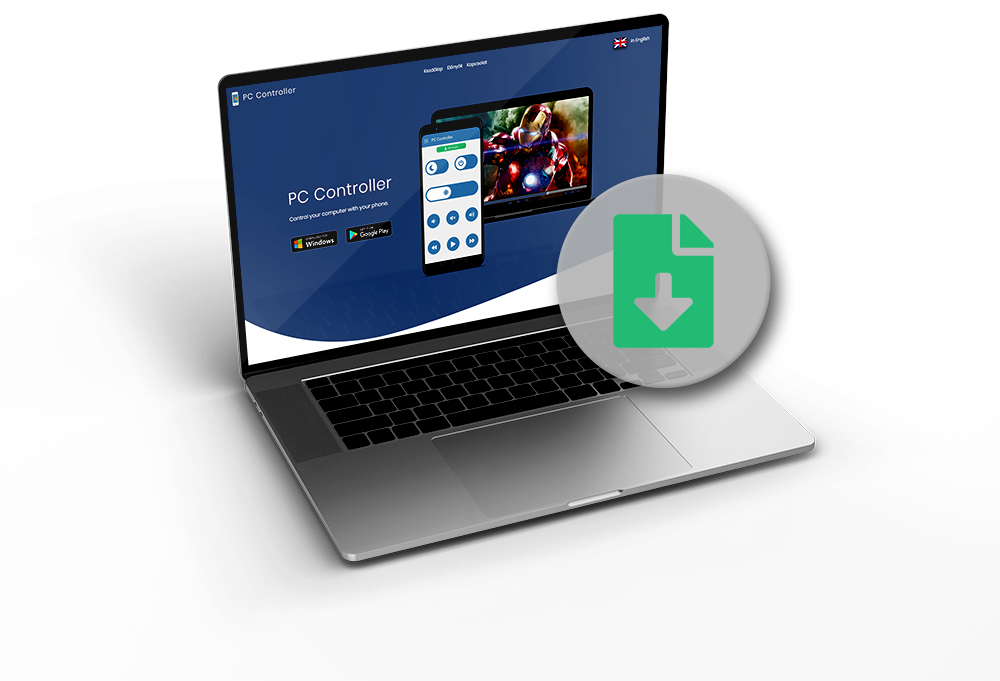 PC Controller
Kezdőlap Előnyök Kapcsolat
In English
PC Controller
Control your computer with your phone.
Windows
Google Play
PC Controller